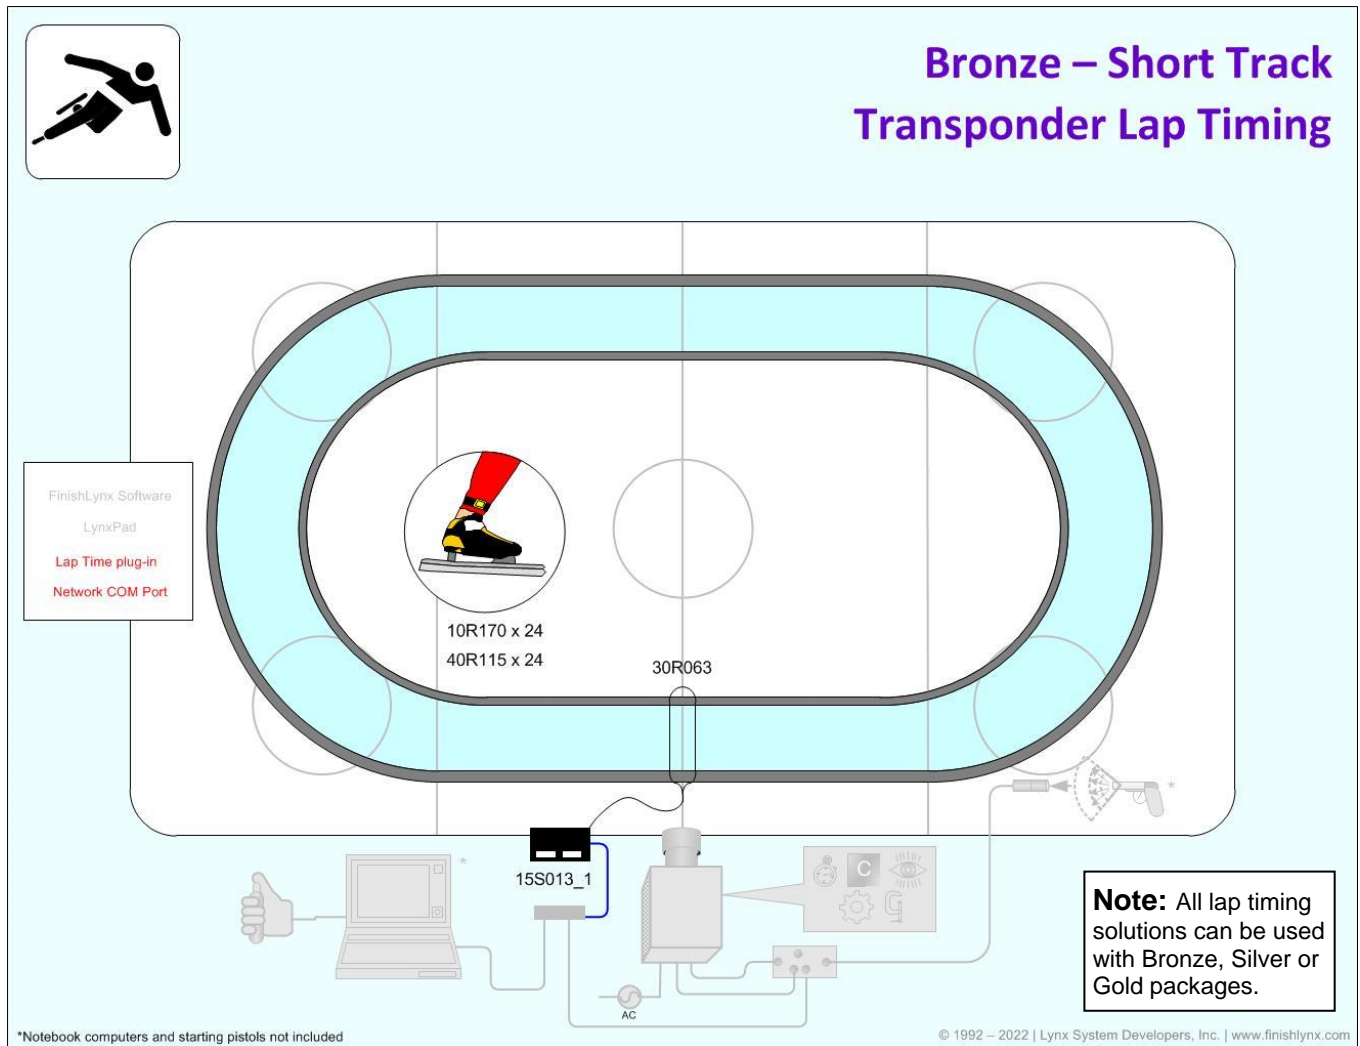 Bronze – Short Track
Transponder Lap Timing
FinishLynx Software
LynxPad
Lap Time plug-in
Network COM Port
10R170 x 24
40R115 x 24
30R063
*
15S013_1
*
C
AC
Note: All lap timing
solutions can be used
with Bronze, Silver or
Gold packages.
*Notebook computers and starting pistols not included
© 1992 – 2022 | Lynx System Developers, Inc. | www.finishlynx.com